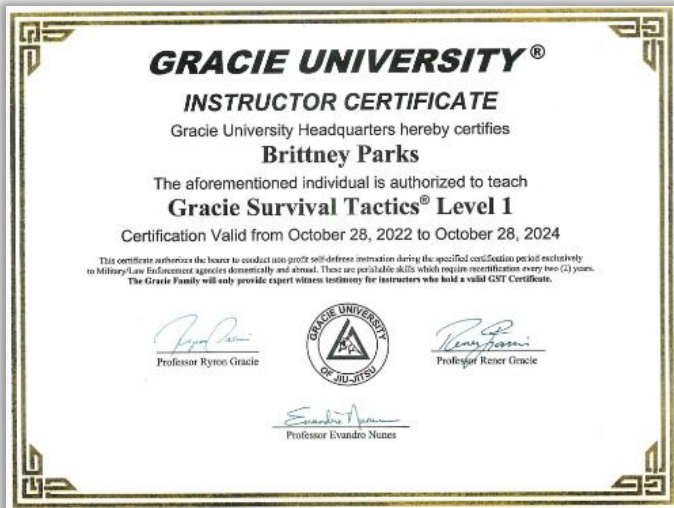 GRACIE UNIVERSITY®
INSTRUCTOR CERTIFICATE
Gracie University Headquarters hereby certifies
Brittney Parks
The aforementioned individual is authorized to teach
Gracie Survival Tactics® Level 1
Certification Valid from October 28, 2022 to October 28, 2024
This certificate authorizes the bearer to conduct non-profit self-defense instruction during the specified certification period exclusively
to Military/Law Enforcement agencies domestically and abroad. These are perishable skills which require recertification every two (2) years.
The Gracie Family will only provide expert witness testimony for instructors who hold a valid GST Certificate.
GRACIE UNIVERSITY
OF JIU-JITSU
Professor Ryron Gracie
Professor Rener Gracie
Professor Evandro Nunes